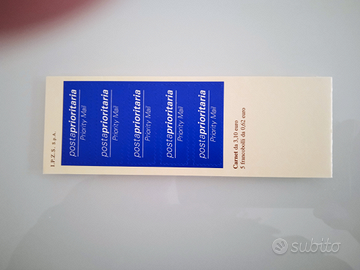 I.P.Z.S. S.p.A.
postaprioritaria
Priority Mail
postaprioritaria
Priority Mail
postaprioritaria
Priority Mail
postaprioritaria
Priority Mail
postaprioritaria
Priority Mail
Carnet da 3,10 euro
5 francobolli da 0,62 euro
subito